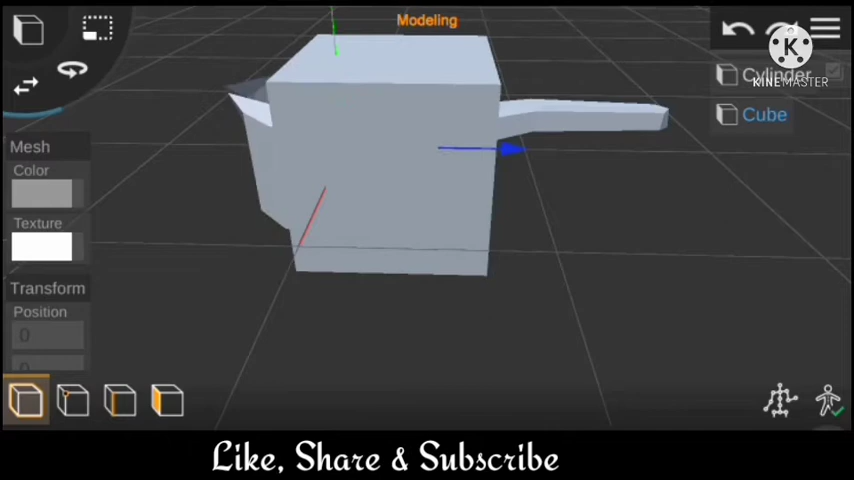 Modeling
Cylinder
KINEMASTER
Cube
Mesh
Color
Texture
Transform
Position
0
Like, Share & Subscribe